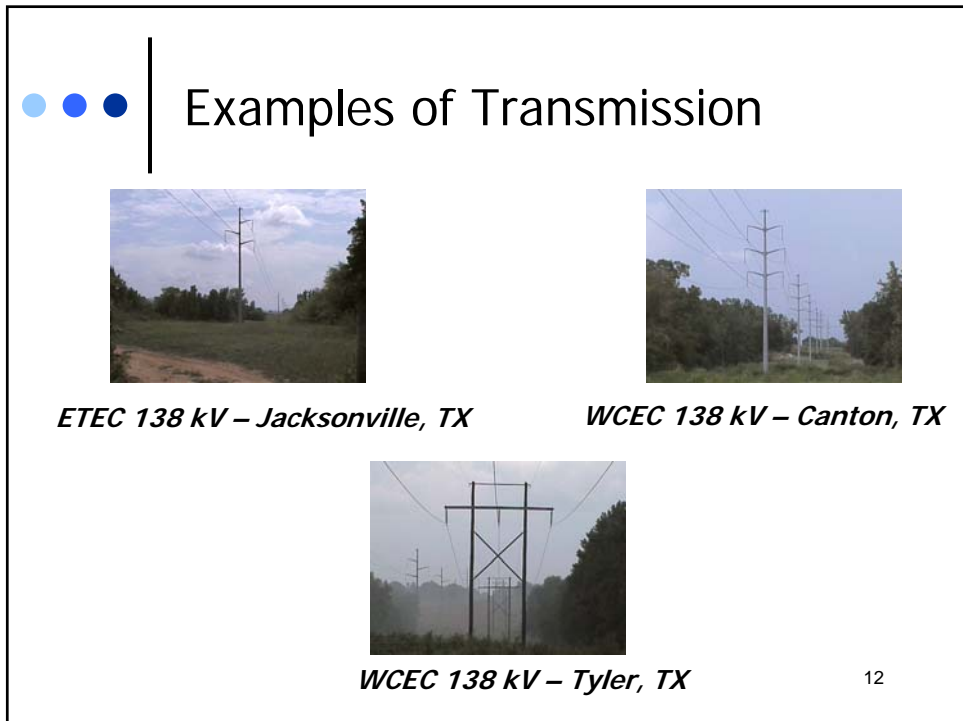 Examples of Transmission
ETEC 138 kV – Jacksonville, TX
WCEC 138 kV – Canton, TX
WCEC 138 kV – Tyler, TX
12